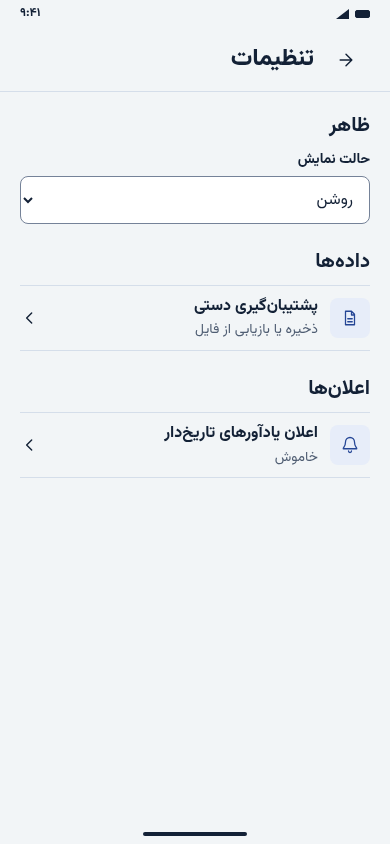 ۹:۴۱
تنظیمات
ظاهر
حالت نمایش
روشن
داده‌ها
پشتیبان‌گیری دستی
ذخیره یا بازیابی از فایل
اعلان‌ها
اعلان یادآورهای تاریخ‌دار
خاموش